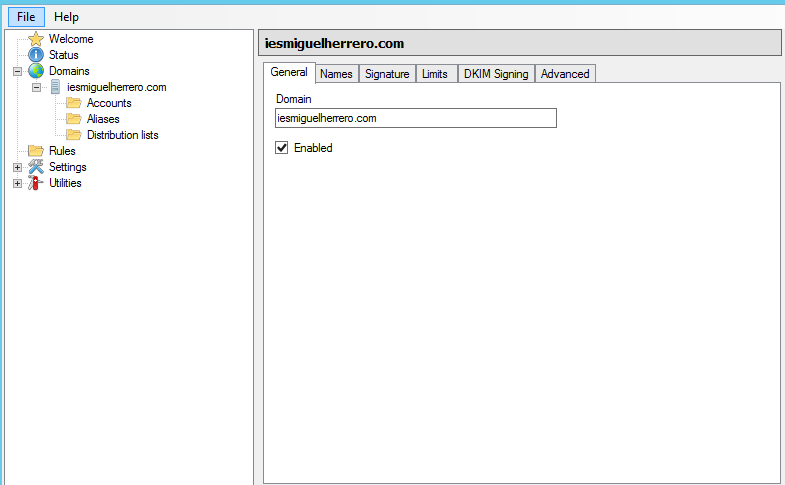 File Help
Welcome
Status
Domains
iesmiguelherrero.com
Accounts
Aliases
Distribution lists
Rules
Settings
Utilities
iesmiguelherrero.com
General Names Signature Limits DKIM Signing Advanced
Domain
iesmiguelherrero.com
Enabled